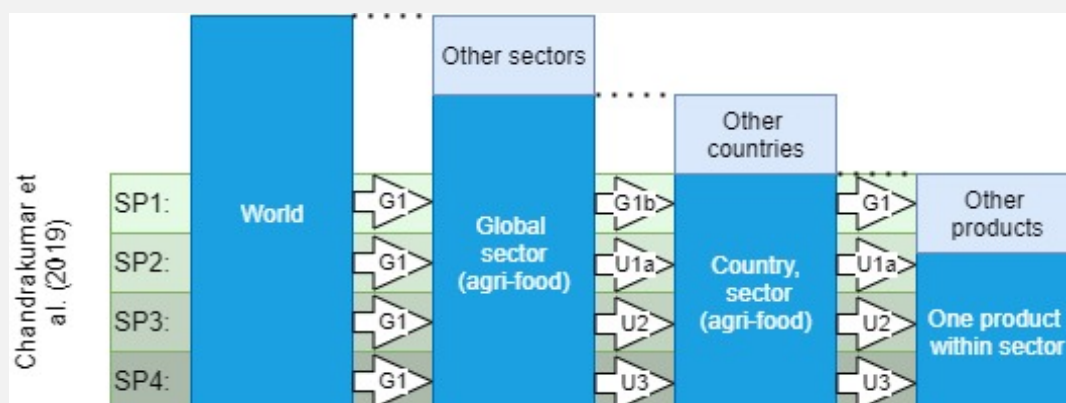 Other sectors
Other
countries
Chandrakumar et
al. (2019)
SP1:
World
G1
Global
sector
(agri-food)
G1b
Country,
sector
(agri-food)
G1
Other
products
SP2:
G1
U1a
U1a
SP3:
G1
U2
U2
One product
within sector
SP4:
G1
U3
U3